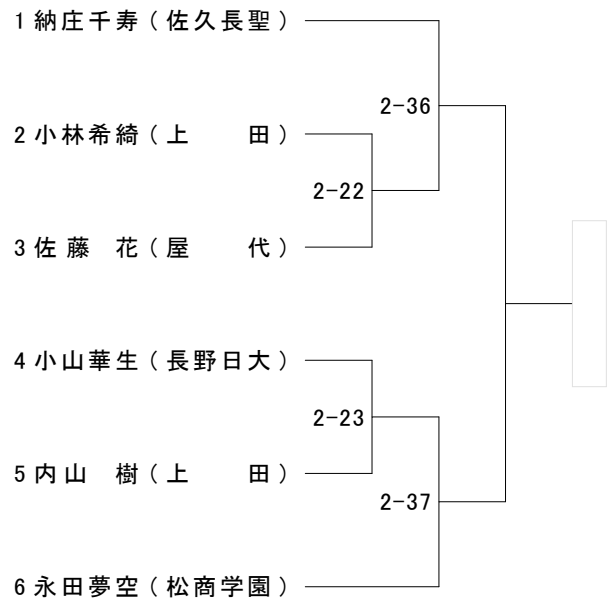 1 納庄千寿（佐久長聖）
2-36
2 小林希綺（上　　田）
2-22
3 佐藤　花（屋　　代）
4 小山華生（長野日大）
2-23
5 内山　樹（上　　田）
2-37
6 永田夢空（松商学園）